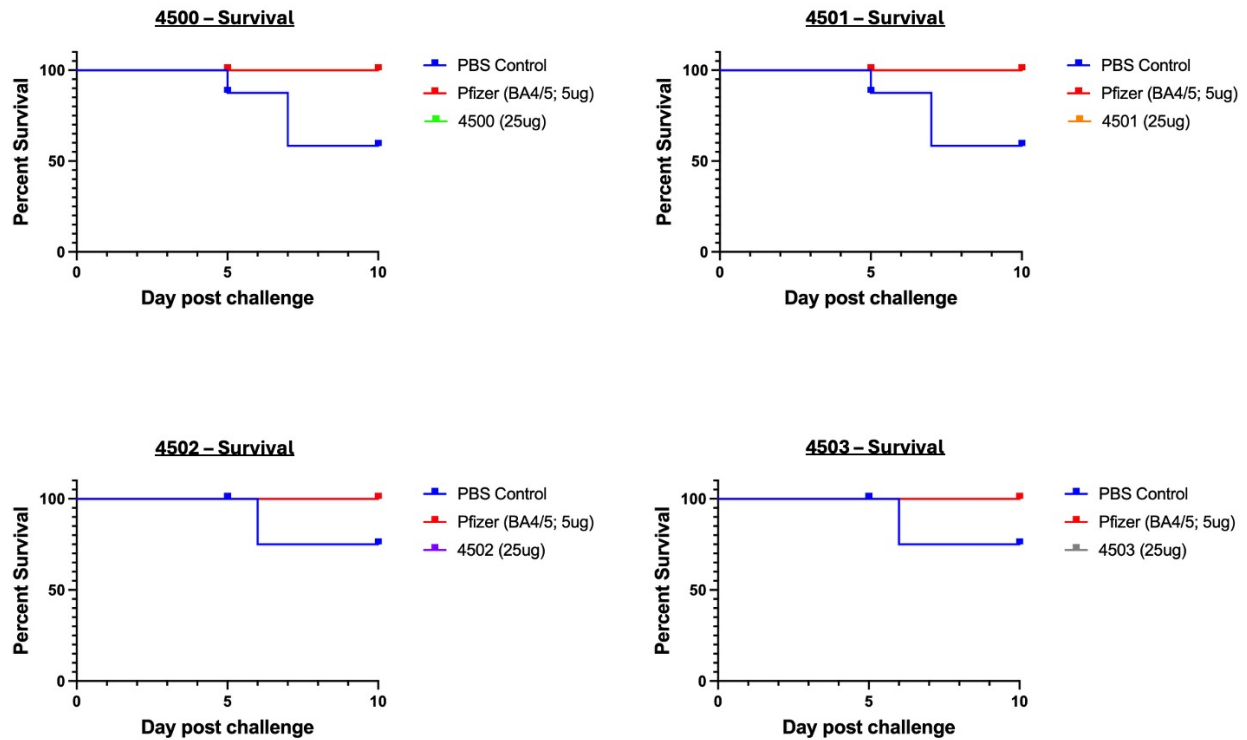 4500 – Survival
100
50
0
Percent Survival
0
5
10
Day post challenge
PBS Control
Pfizer (BA4/5; 5ug)
4500 (25ug)
4501 – Survival
100
50
0
Percent Survival
0
5
10
Day post challenge
PBS Control
Pfizer (BA4/5; 5ug)
4501 (25ug)
4502 – Survival
100
50
0
Percent Survival
0
5
10
Day post challenge
PBS Control
Pfizer (BA4/5; 5ug)
4502 (25ug)
4503 – Survival
100
50
0
Percent Survival
0
5
10
Day post challenge
PBS Control
Pfizer (BA4/5; 5ug)
4503 (25ug)